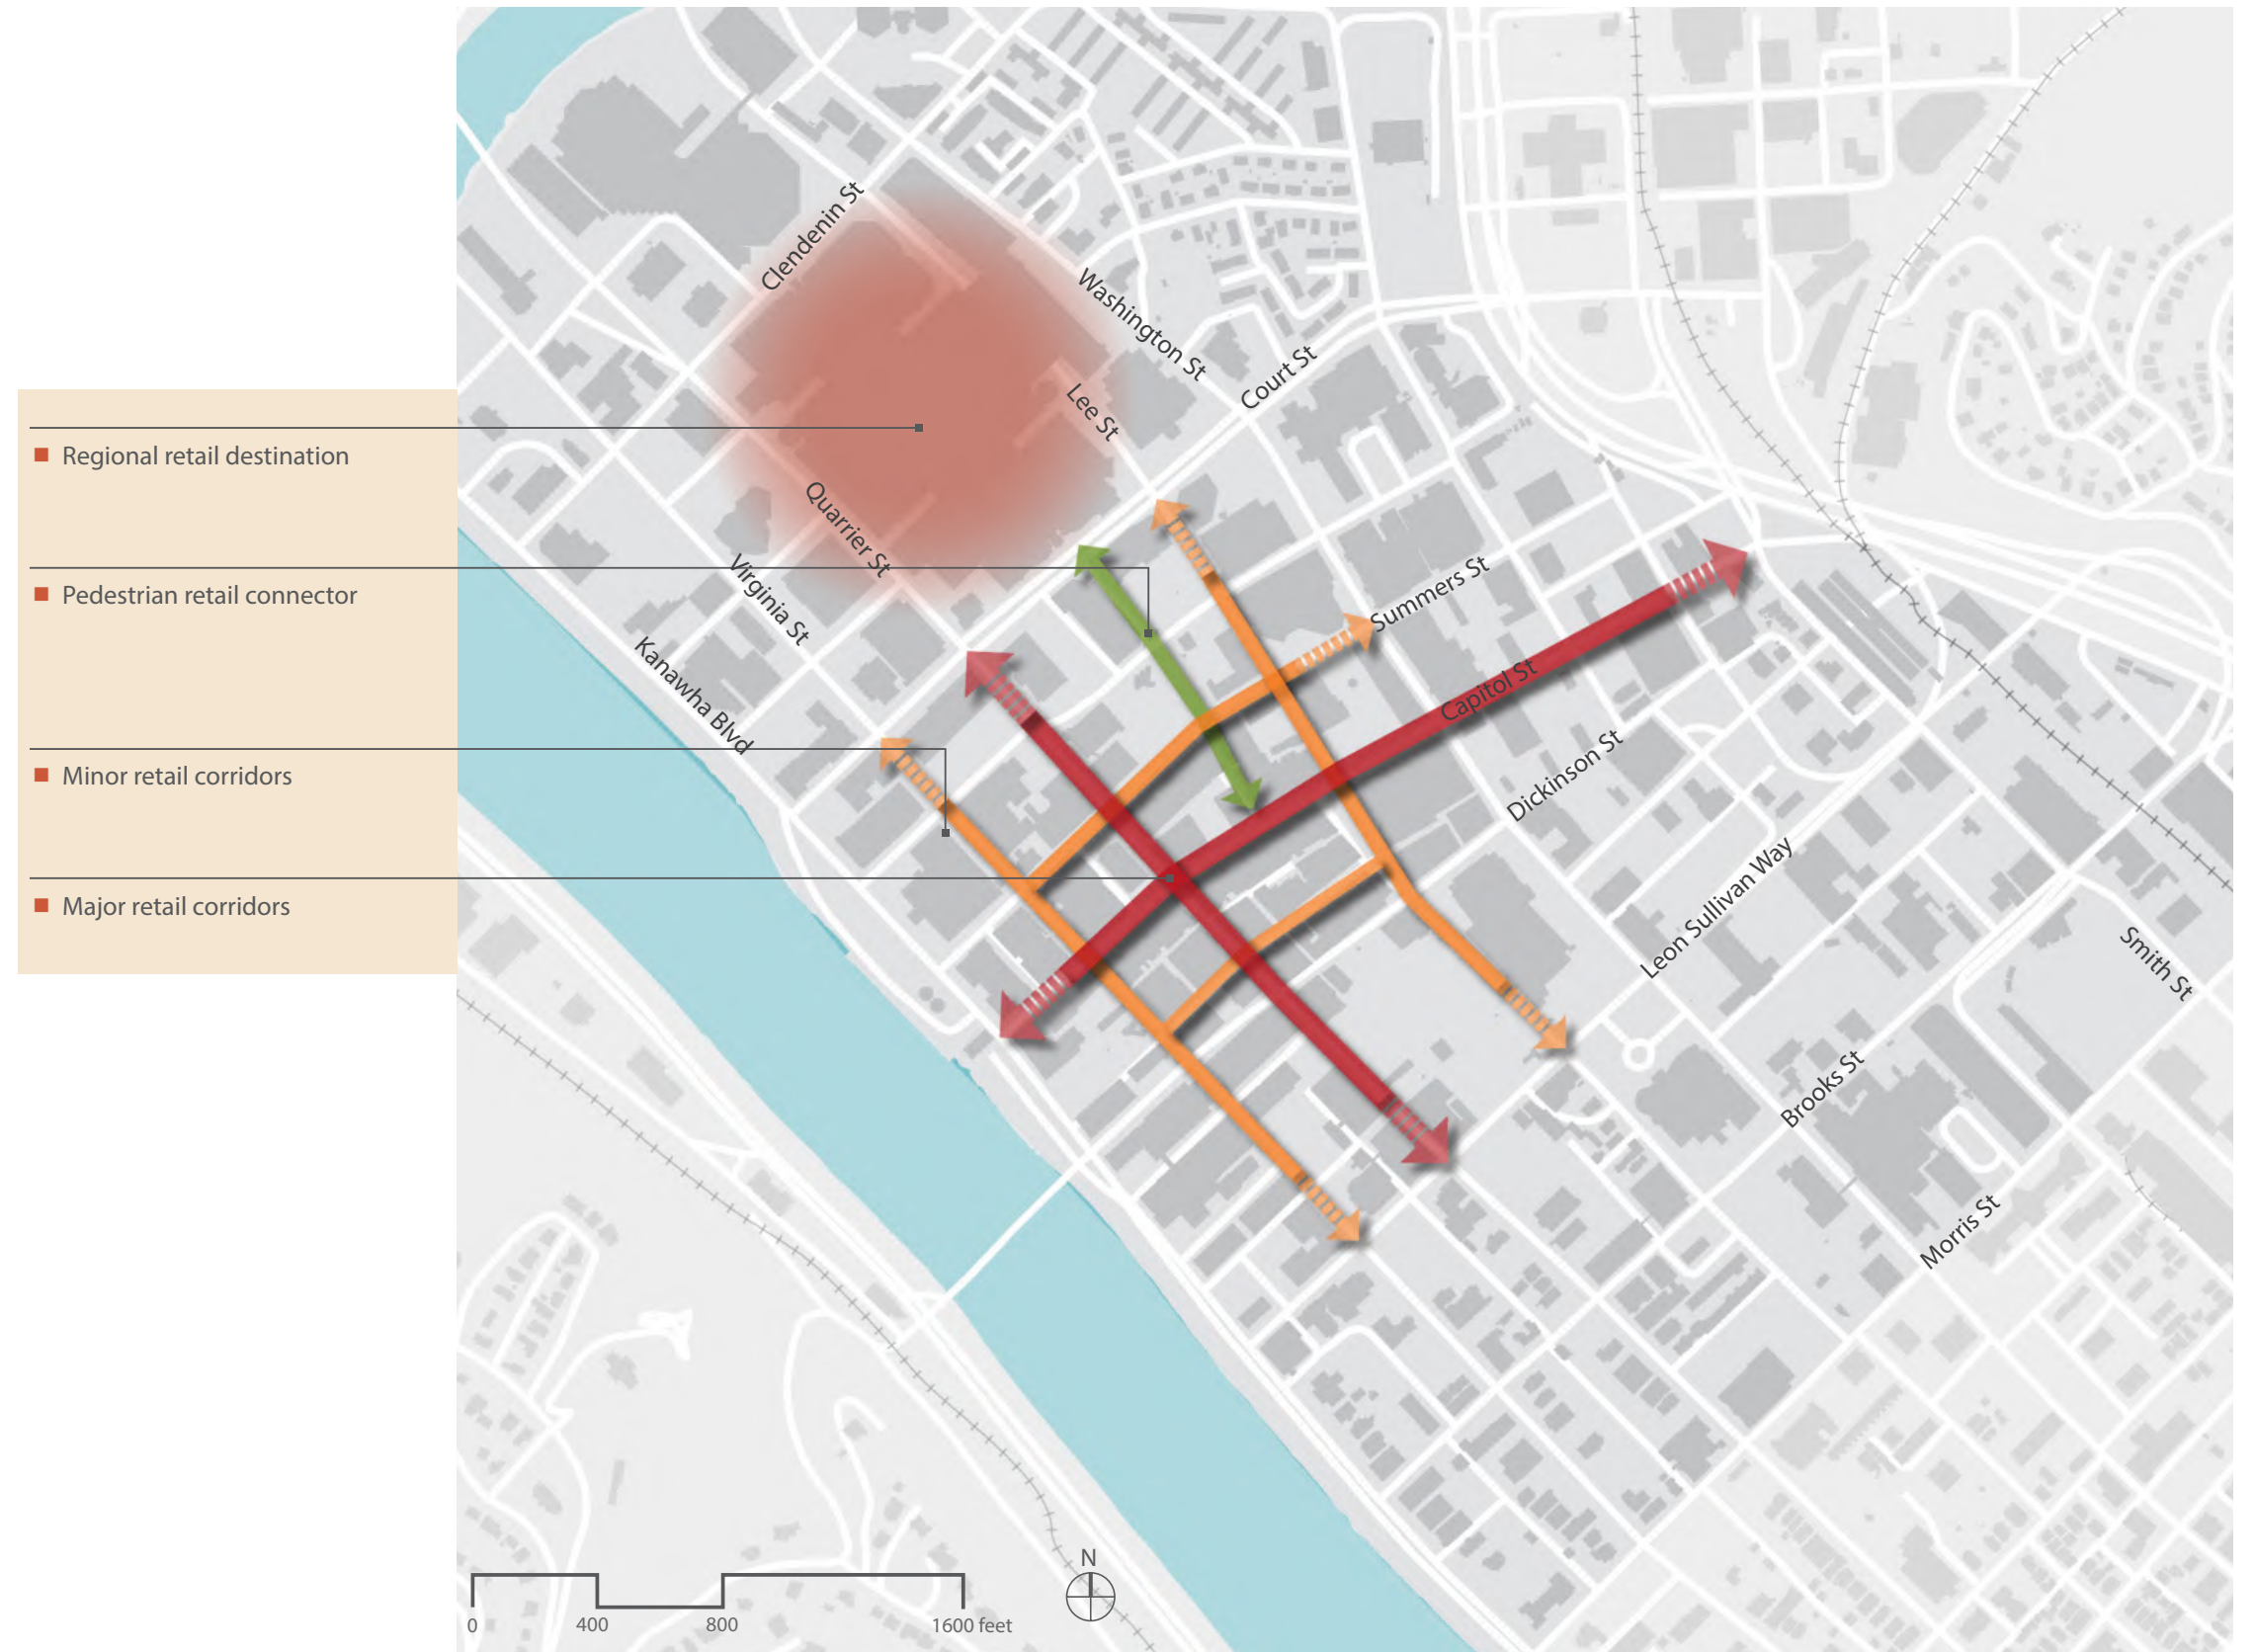 Clendenin St
Washington St
Court St
Lee St
Regional retail destination
Quarrier St
Virginia St
Summers St
Pedestrian retail connector
Kanawha Blvd
Capitol St
Dickinson St
Minor retail corridors
Leon Sullivan Way
Major retail corridors
Smith St
Brooks St
Morris St
N
0 400 800 1600 feet